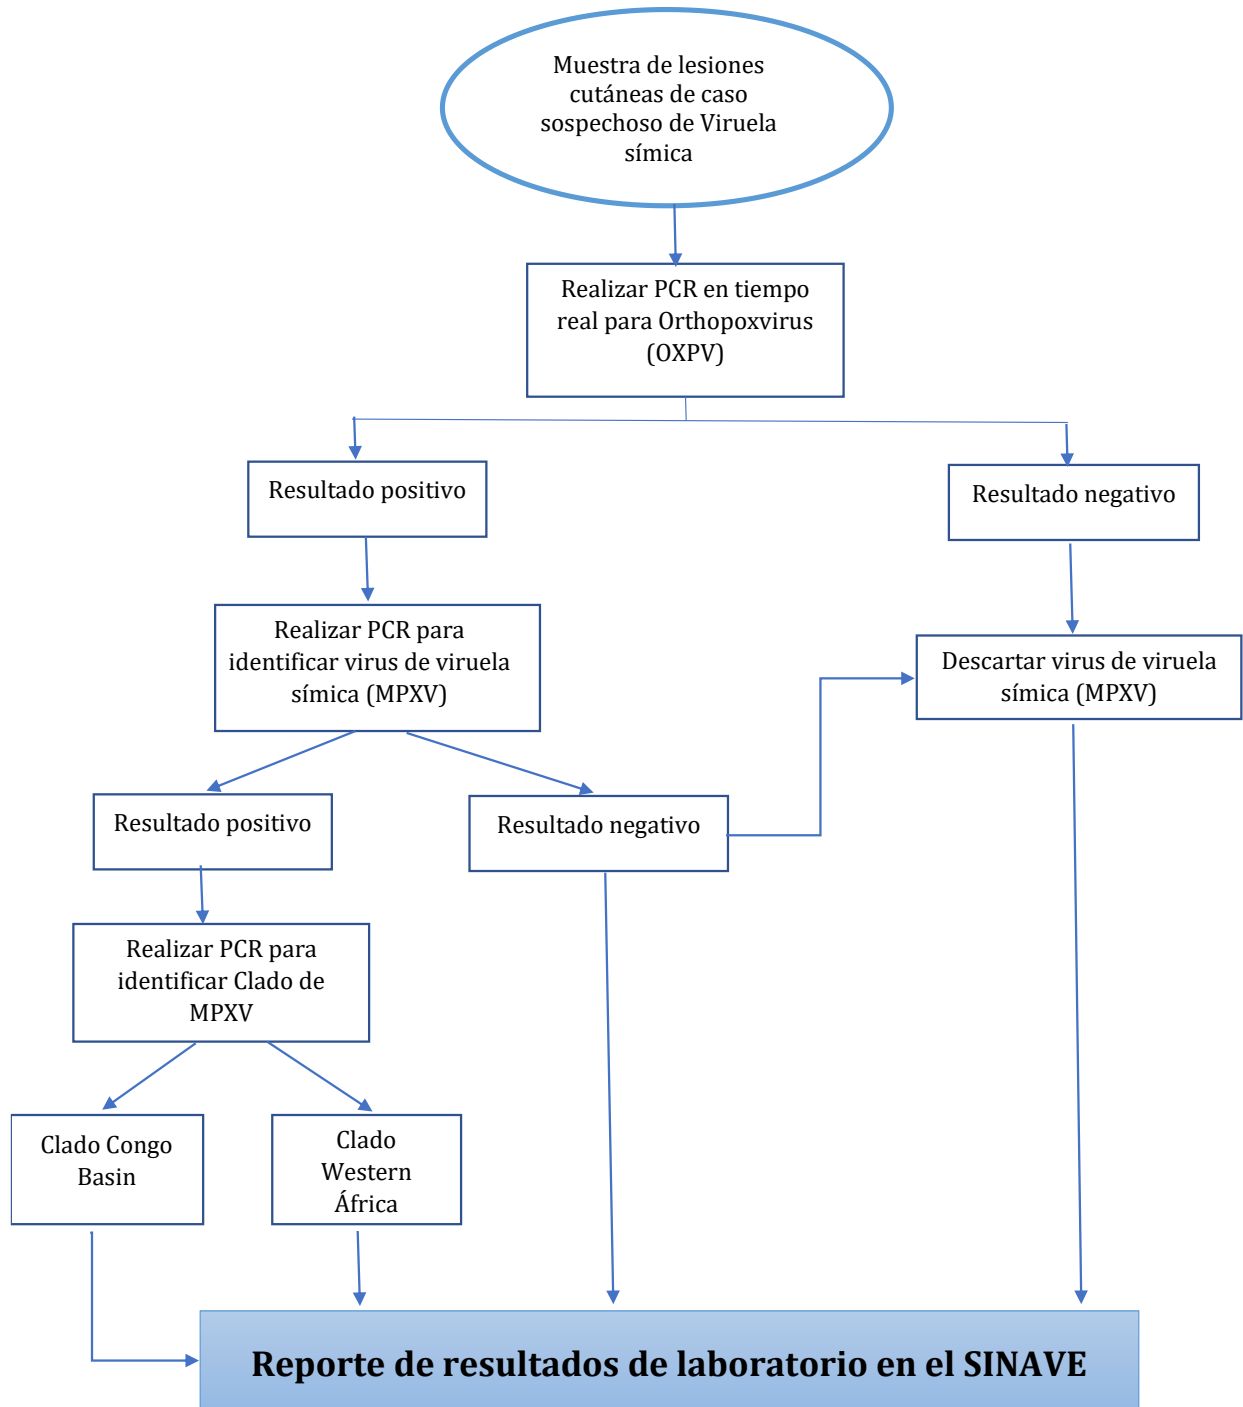 Muestra de lesiones
cutáneas de caso
sospechoso de Viruela
símica
Realizar PCR en tiempo
real para Orthopoxvirus
(OXPV)
Resultado positivo
Resultado negativo
Realizar PCR para
identificar virus de viruela
símica (MPXV)
Descartar virus de viruela
símica (MPXV)
Resultado positivo
Resultado negativo
Realizar PCR para
identificar Clado de
MPXV
Clado Congo
Basin
Clado
Western
África
Reporte de resultados de laboratorio en el SINAVE